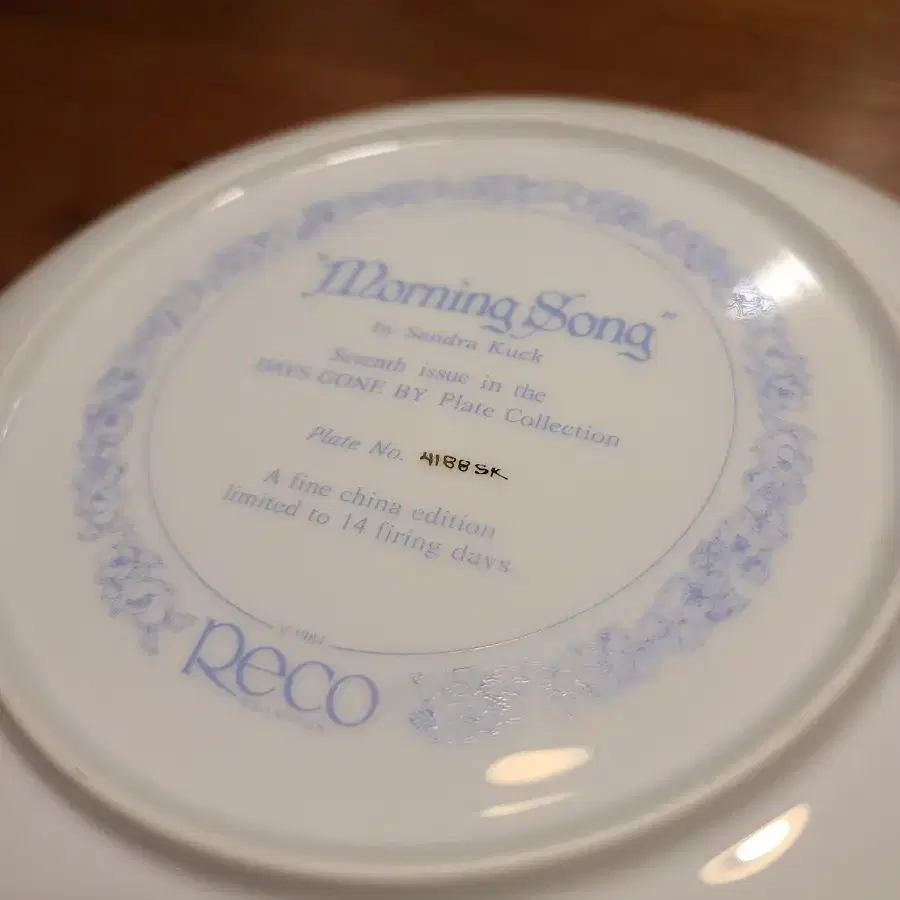 "Morning Song"
by Sandra Kuck
Seventh issue in the
DAYS GONE BY Plate Collection
Plate No. 4188SK
A fine china edition
limited to 14 firing days
© 1984
RECO